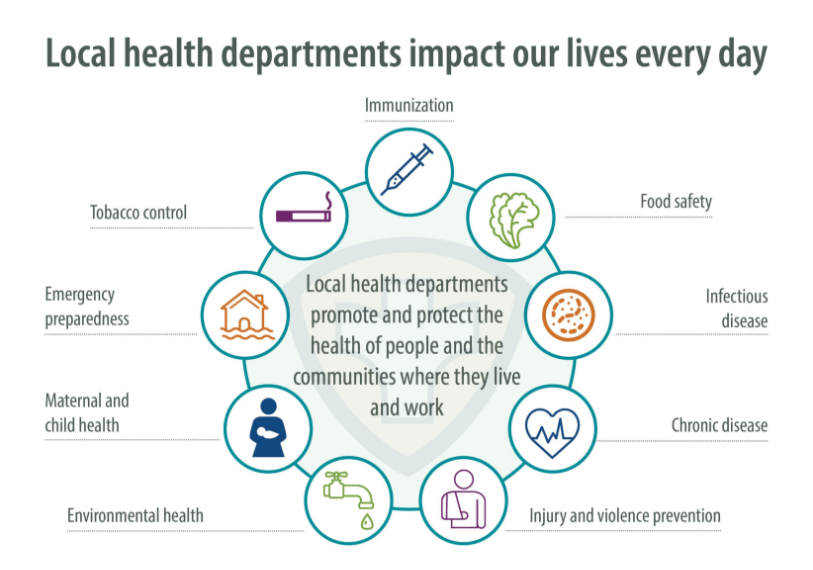 Local health departments impact our lives every day
Immunization
Food safety
Infectious
disease
Chronic disease
Injury and violence prevention
Environmental health
Maternal and
child health
Emergency
preparedness
Tobacco control
Local health departments
promote and protect the
health of people and the
communities where they live
and work